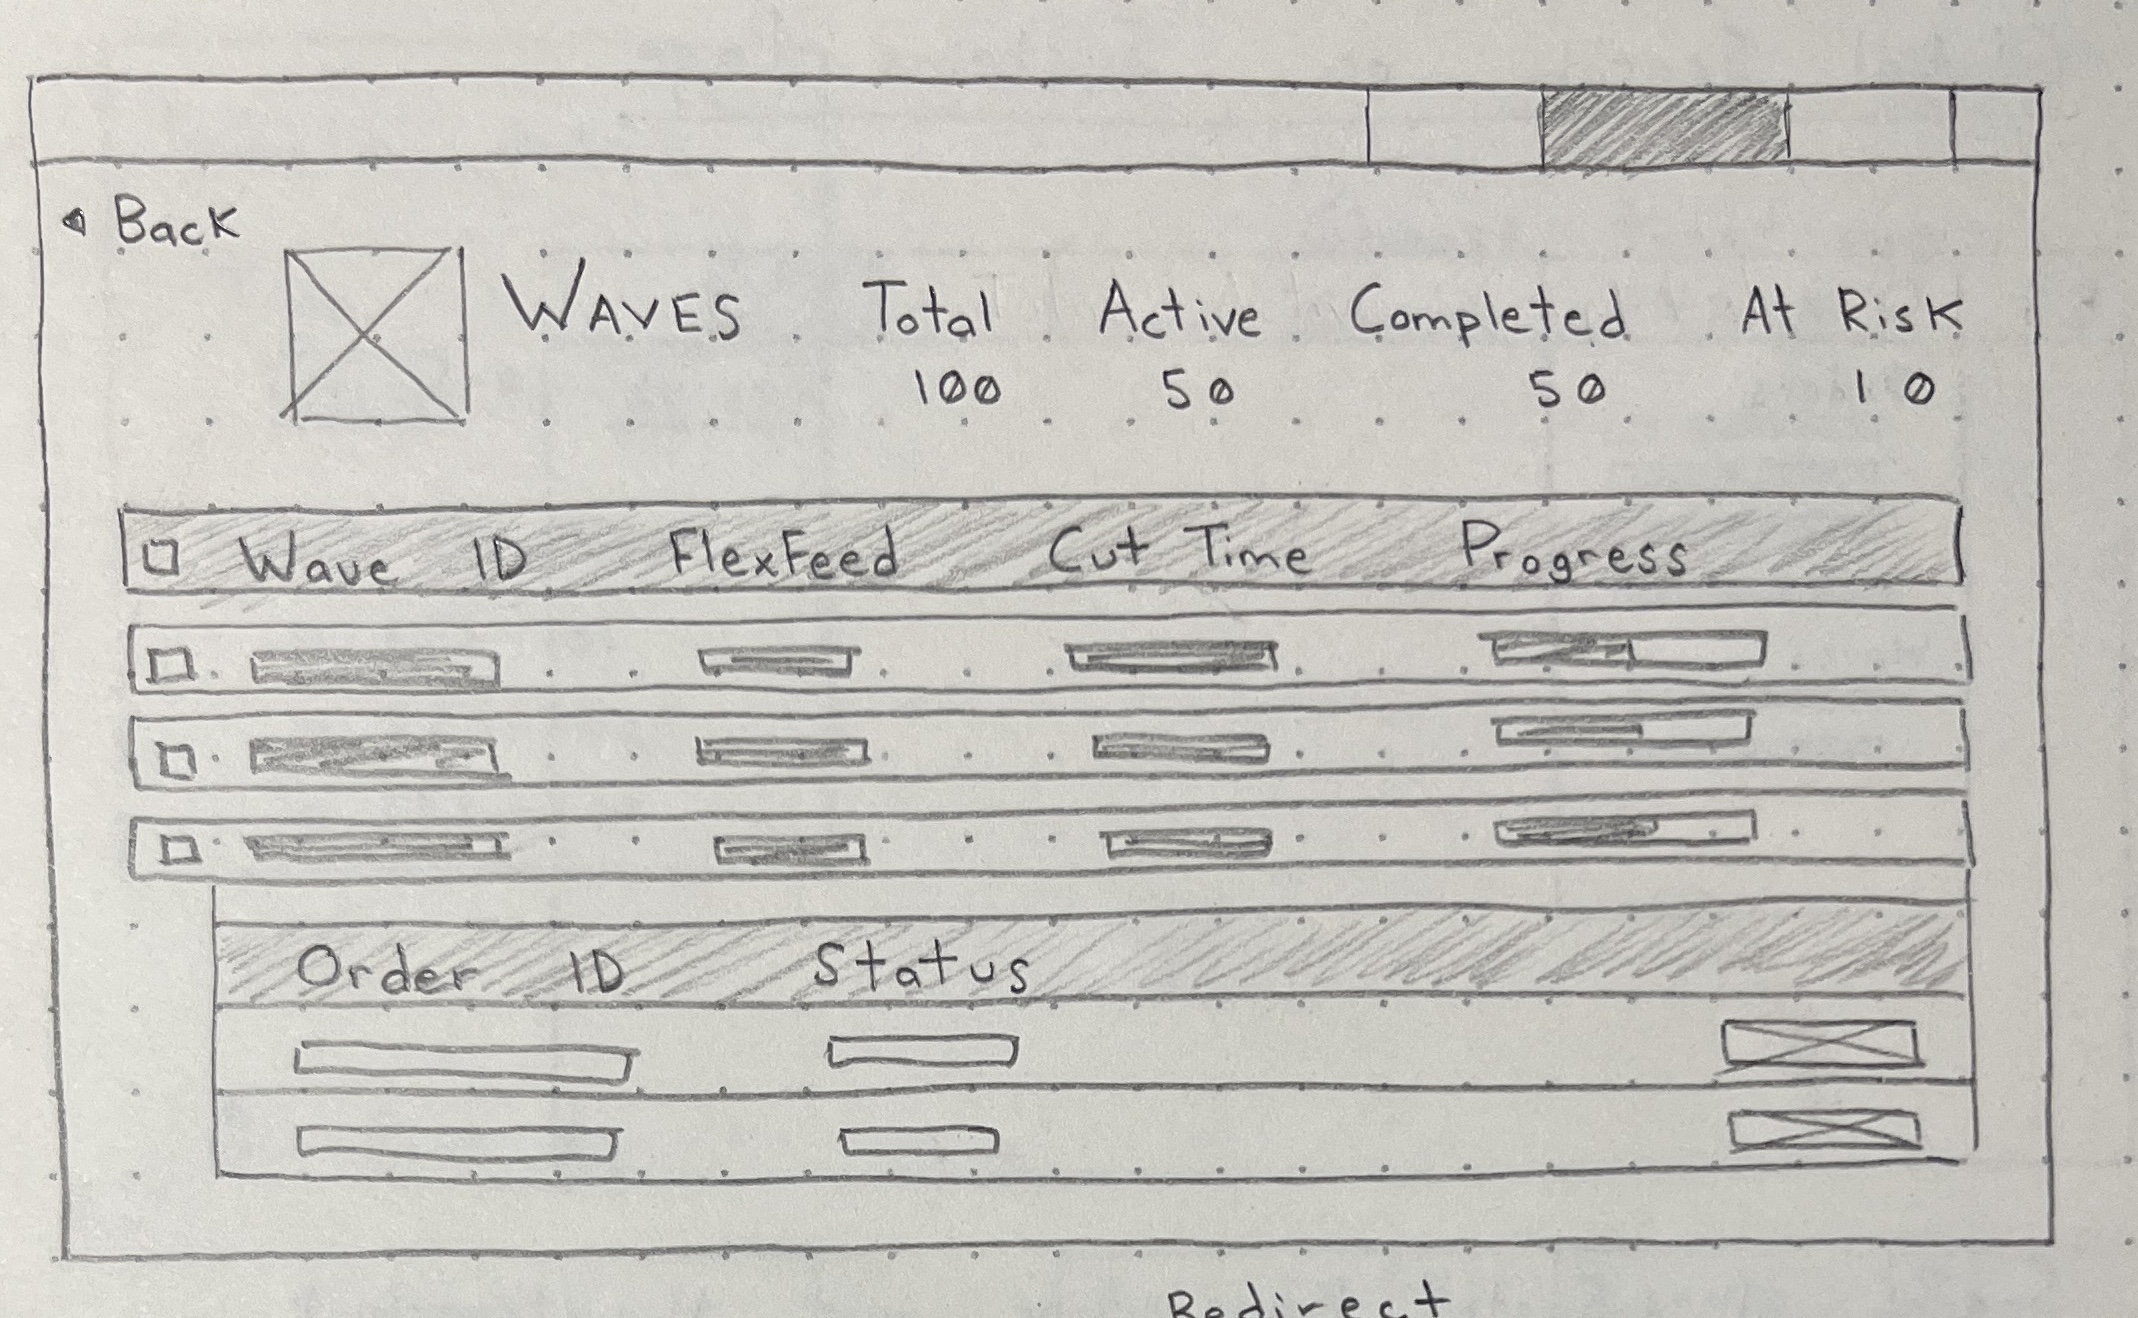 ◂ Back
WAVES Total Active Completed At Risk
100 50 50 10
Wave ID FlexFeed Cut Time Progress
Order ID Status
Redirect